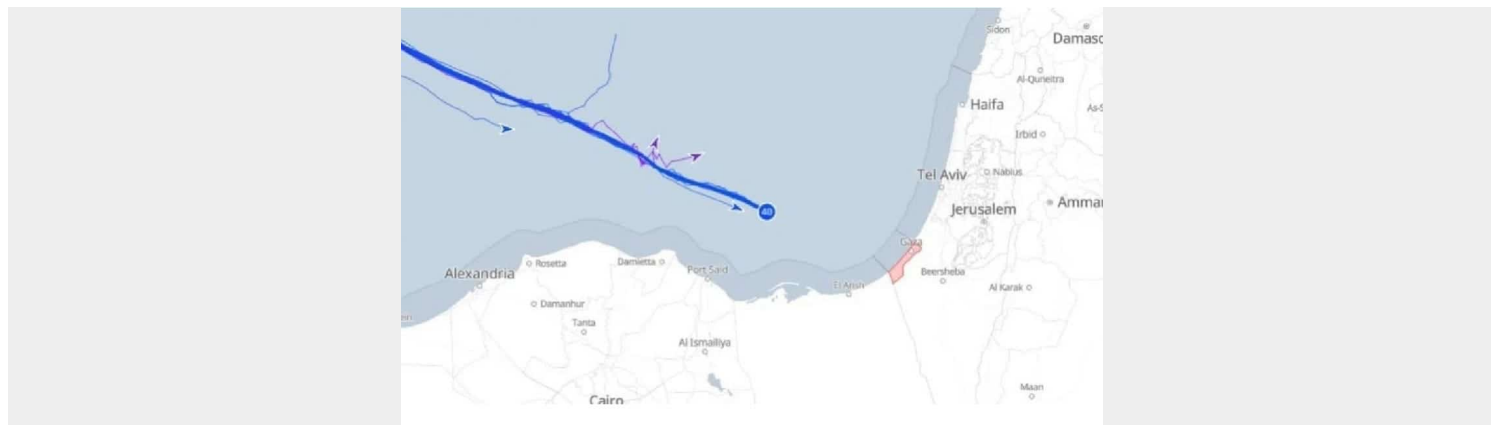 Sidon
Damasc
Al-Quneitra
Haifa
As-S
Irbid
Tel Aviv
Nablus
Jerusalem
Amma
Gaza
Beersheba
Alexandria
Rosetta
Damietta
Port Said
El Arish
Al Karak
Damanhur
Tanta
Al Ismailiya
Maan
Cairo
40